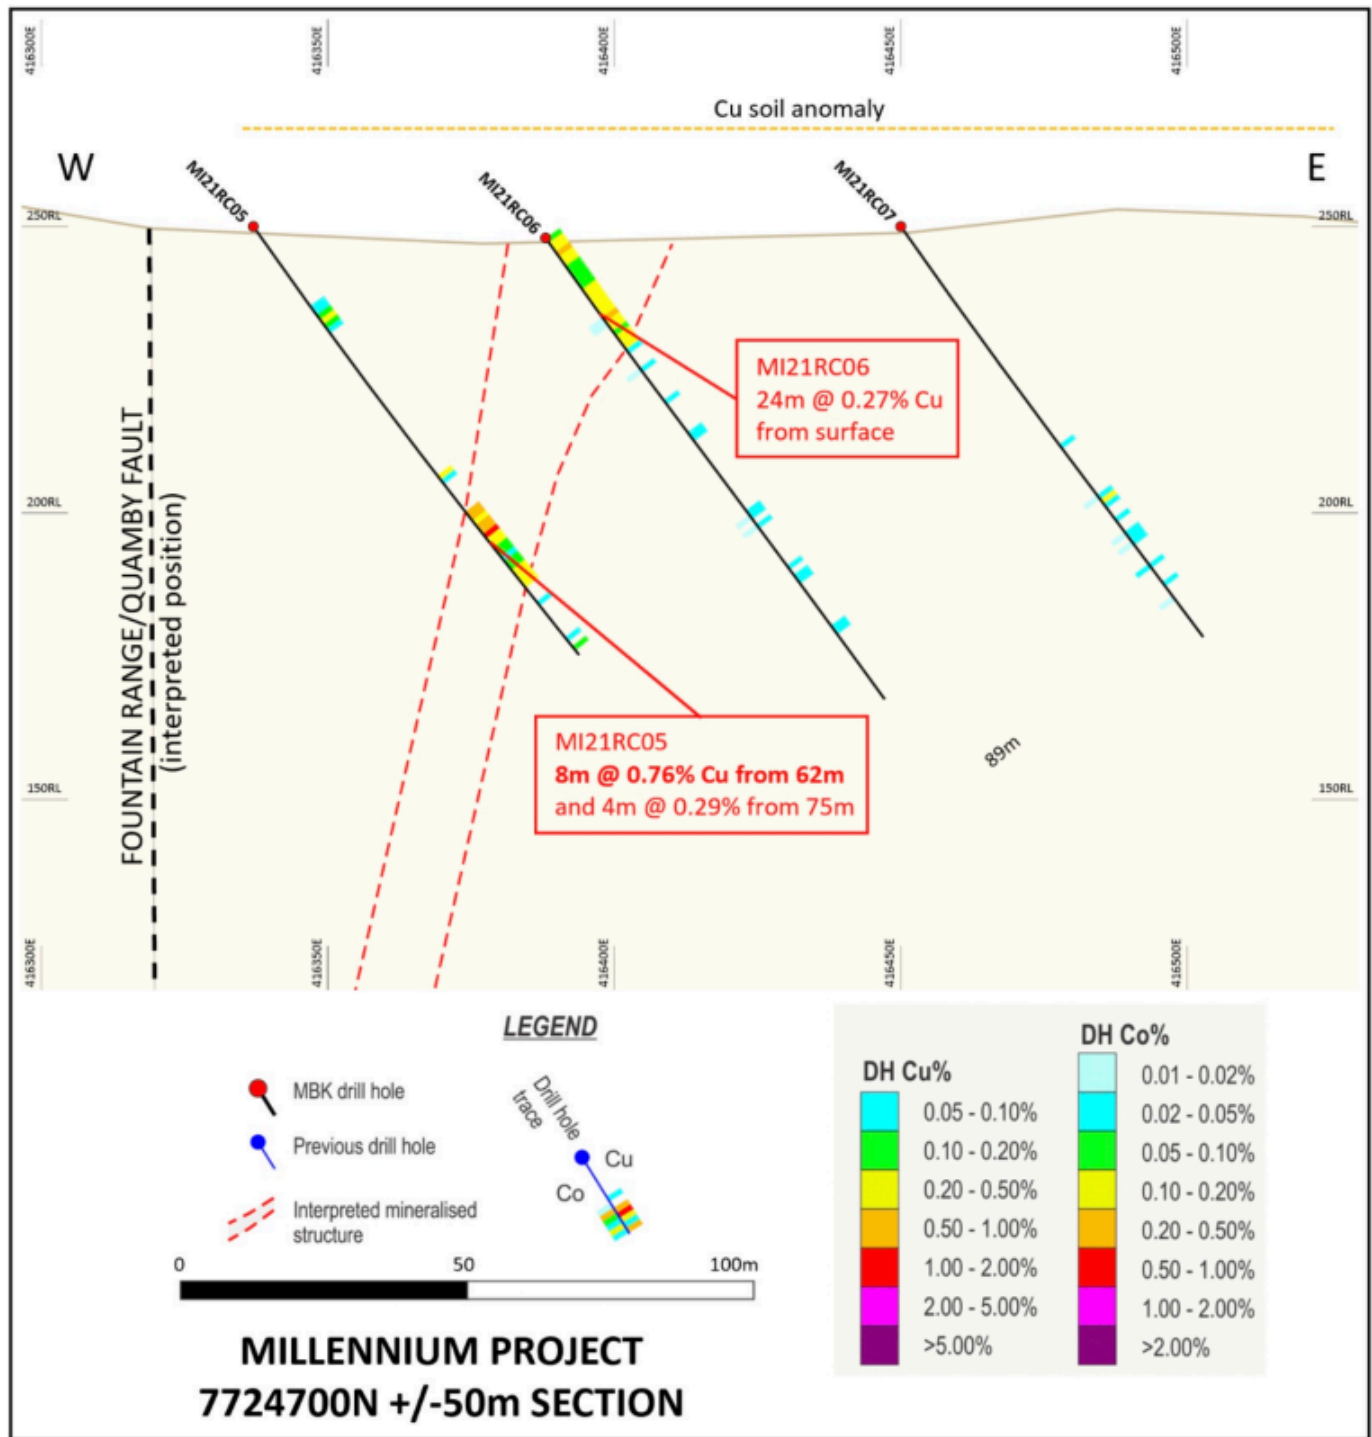 416300E
416350E
416400E
416450E
416500E
Cu soil anomaly
W
E
MI21RC05
MI21RC06
MI21RC07
250RL
250RL
MI21RC06
24m @ 0.27% Cu
from surface
200RL
200RL
FOUNTAIN RANGE/QUAMBY FAULT
(interpreted position)
MI21RC05
8m @ 0.76% Cu from 62m
and 4m @ 0.29% from 75m
89m
150RL
150RL
416300E
416350E
416400E
416450E
416500E
LEGEND
MBK drill hole
Previous drill hole
Interpreted mineralised
structure
Drill hole
trace
Cu
Co
0
50
100m
MILLENNIUM PROJECT
7724700N +/-50m SECTION
DH Cu%
0.05 - 0.10%
0.10 - 0.20%
0.20 - 0.50%
0.50 - 1.00%
1.00 - 2.00%
2.00 - 5.00%
>5.00%
DH Co%
0.01 - 0.02%
0.02 - 0.05%
0.05 - 0.10%
0.10 - 0.20%
0.20 - 0.50%
0.50 - 1.00%
1.00 - 2.00%
>2.00%